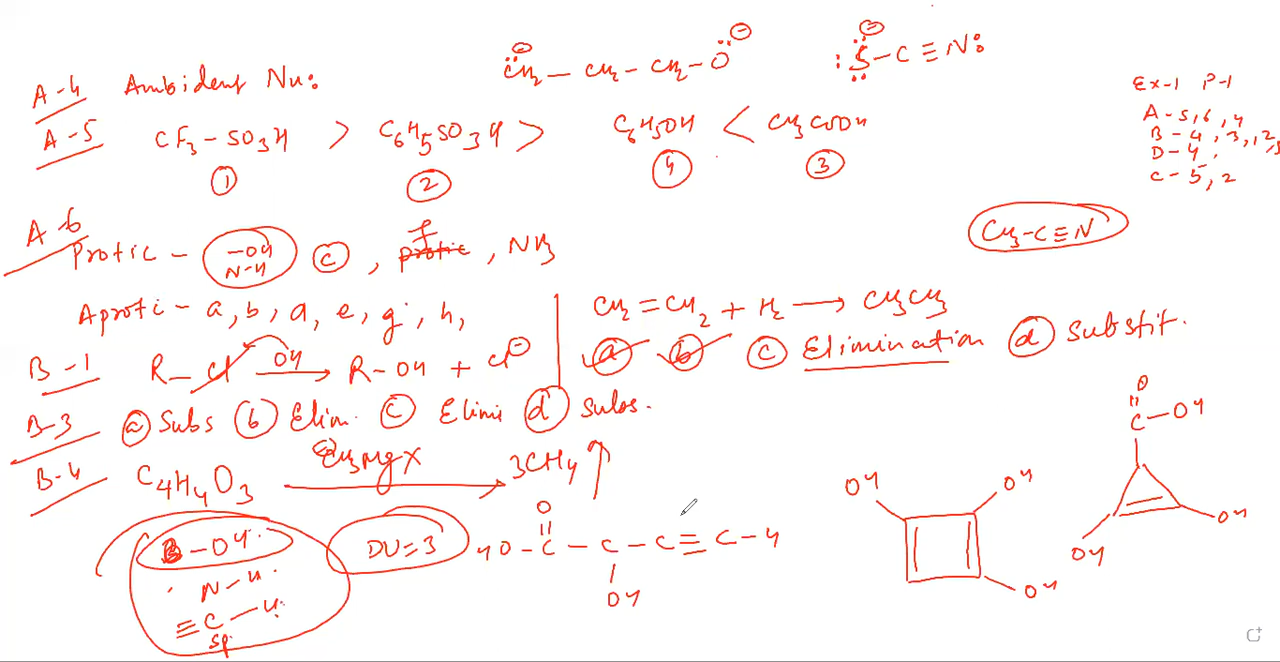 A-4 Ambident Nu: CH2 — CH2 — CH2 — O⊖ :S — C ≡ N:
Ex-1 P-1
A - 5, 6, 4
B - 4, 3, 1, 2,
D - 4,
C - 5, 2
A-5 CF3 — SO3H > C6H5SO3H > C6H5OH < CH3COOH
① ② ④ ③
CH3-C≡N
A-6
Protic - -OH N-H (c), f protic, NH3
Aprotic - a, b, d, e, g, h,
CH2 = CH2 + H2 → CH3CH3
B-1 R — Cl OH → R-OH + Cl⊖
(a) (b) (c) Elimination (d) Substit.
B-3 (a) Subs (b) Elim. (c) Elimi (d) Subs.
B-4 C4H4O3 CH3MgX → 3CH4 ↑
-OH.
N-H.
≡C-H
sp
DU=3
O
HO - C - C - C ≡ C - H
OH
OH OH
OH
O
C-OH
OH OH